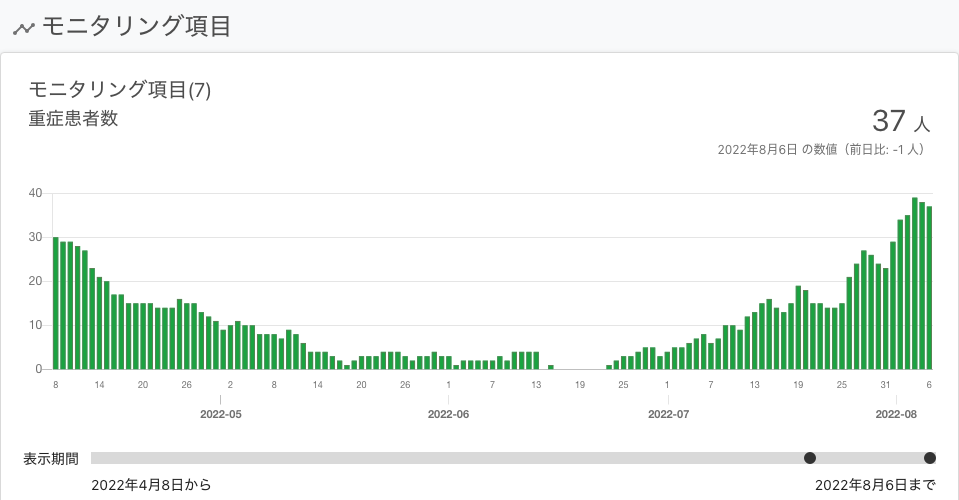 モニタリング項目
モニタリング項目(7)
重症患者数
37 人
2022年8月6日 の数値（前日比: -1 人）
40
30
20
10
0
8 14 20 26 2 8 14 20 26 1 7 13 19 25 1 7 13 19 25 31 6
2022-05 2022-06 2022-07 2022-08
表示期間
2022年4月8日から 2022年8月6日まで